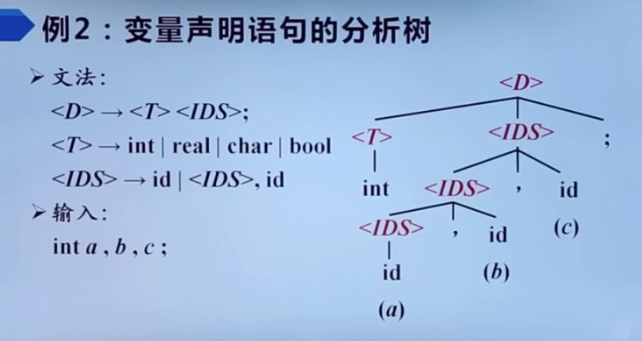 例2：变量声明语句的分析树
➢ 文法：
<D> → <T> <IDS>;
<T> → int | real | char | bool
<IDS> → id | <IDS>, id
➢ 输入：
int a , b , c ;
<D>
<T> <IDS> ;
int <IDS> , id
<IDS> , id (c)
id (b)
(a)